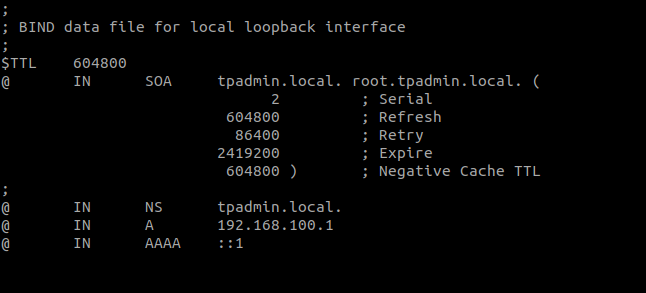 ;
; BIND data file for local loopback interface
;
$TTL    604800
@       IN      SOA     tpadmin.local. root.tpadmin.local. (
                              2         ; Serial
                         604800         ; Refresh
                          86400         ; Retry
                        2419200         ; Expire
                         604800 )       ; Negative Cache TTL
;
@       IN      NS      tpadmin.local.
@       IN      A       192.168.100.1
@       IN      AAAA    ::1